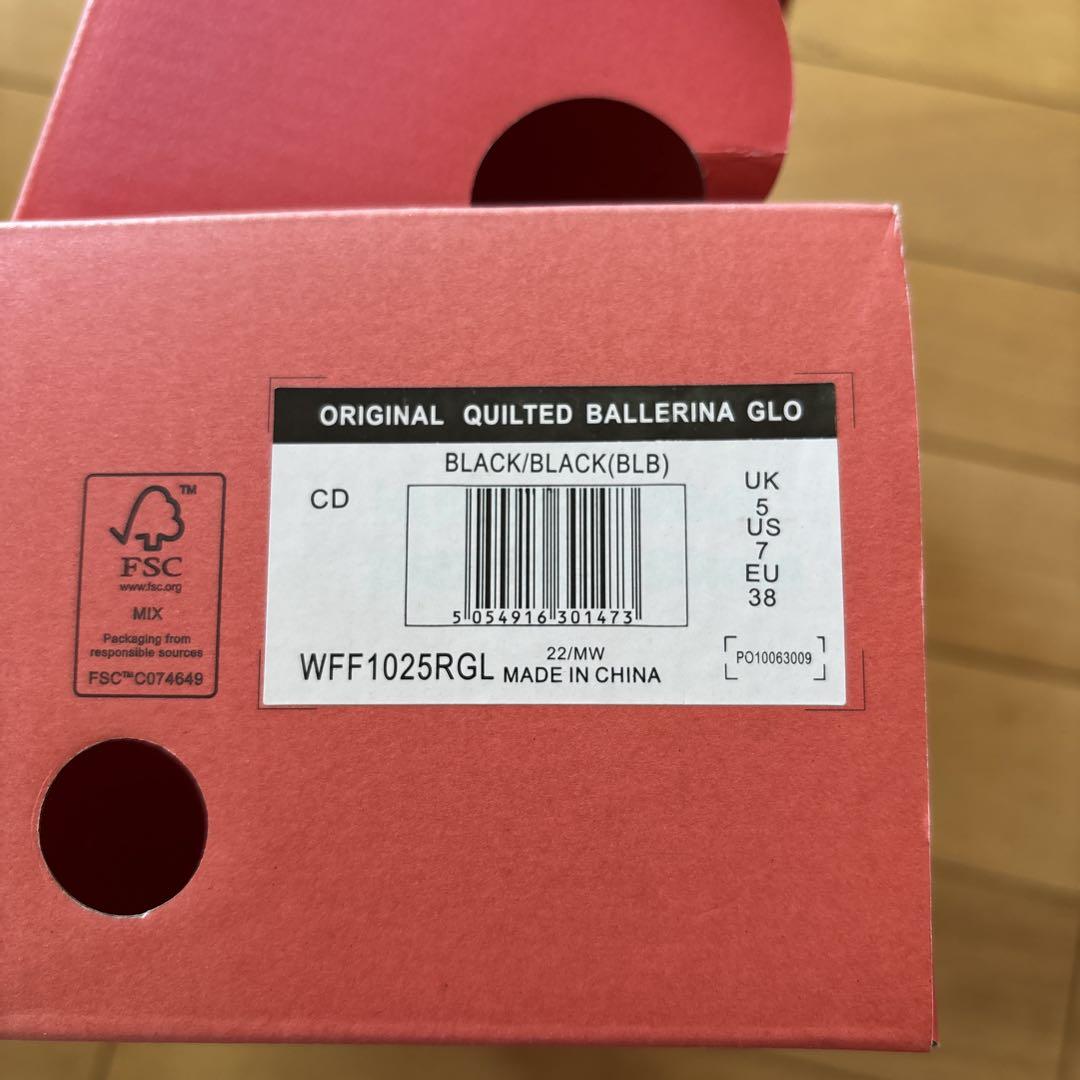 ORIGINAL QUILTED BALLERINA GLO
BLACK/BLACK(BLB)
CD
5 054916 301473
UK
5
US
7
EU
38
WFF1025RGL
22/MW
MADE IN CHINA
PO10063009
TM
FSC
www.fsc.org
MIX
Packaging from
responsible sources
FSC™C074649